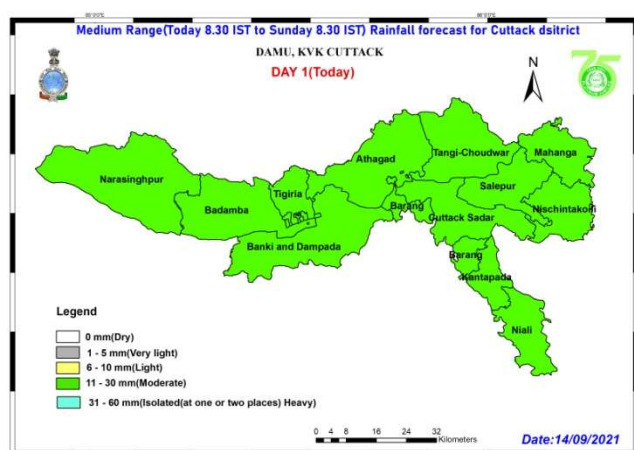 Medium Range(Today 8.30 IST to Sunday 8.30 IST) Rainfall forecast for Cuttack dsitrict
DAMU, KVK CUTTACK
DAY 1(Today)
N
75
Athagad
Tangi-Choudwar
Mahanga
Narasinghpur
Tigiria
Salepur
Badamba
Barang
Nischintakoili
Cuttack Sadar
Banki and Dampada
Barang
Kantapada
Niali
Legend
0 mm(Dry)
1 - 5 mm(Very light)
6 - 10 mm(Light)
11 - 30 mm(Moderate)
31 - 60 mm(Isolated(at one or two places) Heavy)
0 4 8 16 24 32
Kilometers
Date:14/09/2021